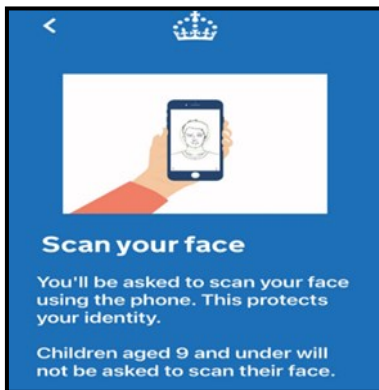 Scan your face
You'll be asked to scan your face
using the phone. This protects
your identity.
Children aged 9 and under will
not be asked to scan their face.